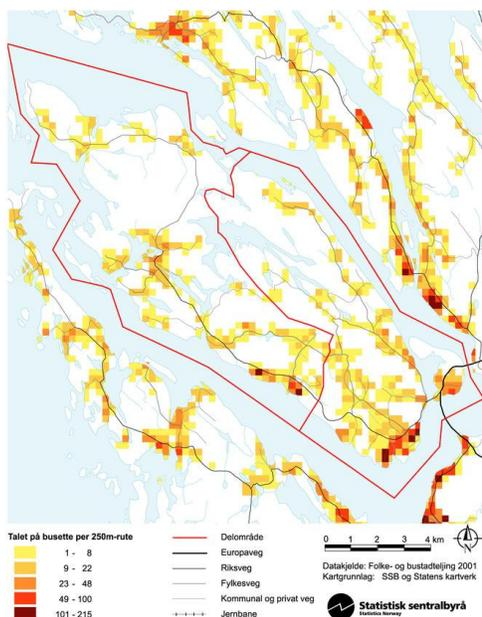 Talet på busette per 250m-rute
1 - 8
9 - 22
23 - 48
49 - 100
101 - 215
Delområde
Europaveg
Riksveg
Fylkesveg
Kommunal og privat veg
Jernbane
0 1 2 3 4 km
N
Datakjelde: Folke- og bustadteljing 2001
Kartgrunnlag: SSB og Statens kartverk
Statistisk sentralbyrå
Statistics Norway